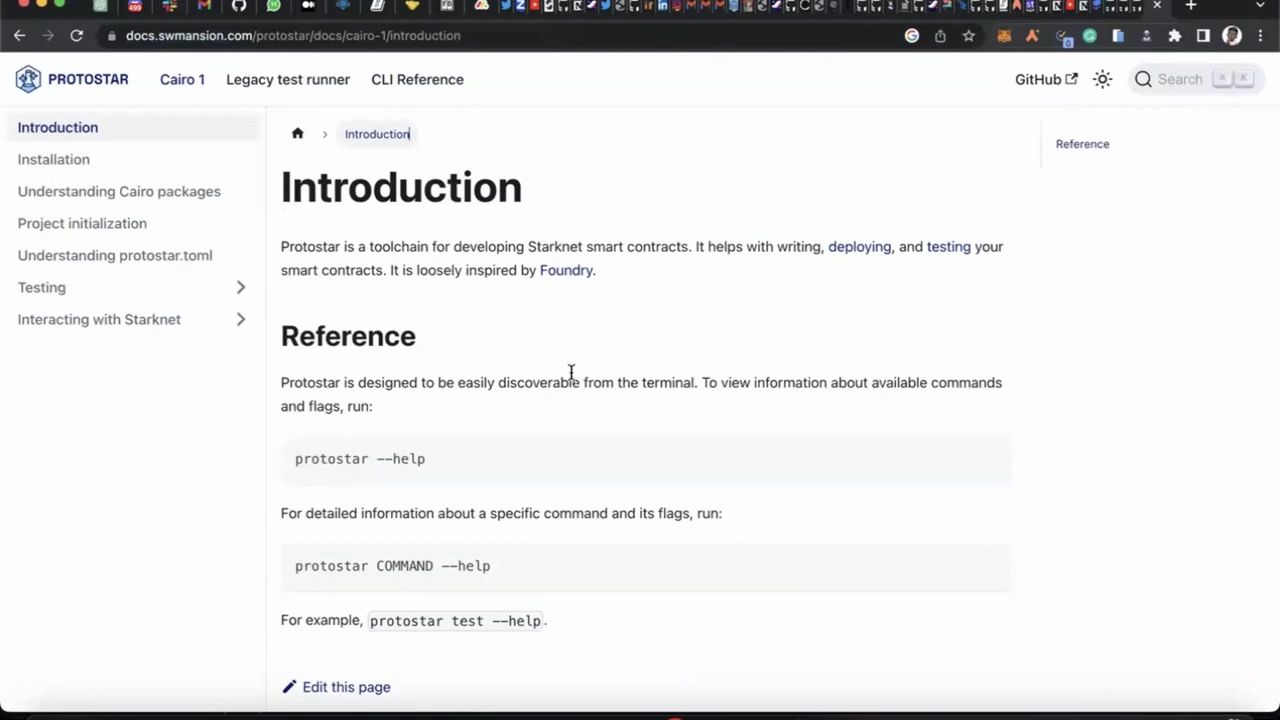 docs.swmansion.com/protostar/docs/cairo-1/introduction
PROTOSTAR
Cairo 1
Legacy test runner
CLI Reference
GitHub
Search
Introduction
Installation
Understanding Cairo packages
Project initialization
Understanding protostar.toml
Testing
Interacting with Starknet
Introduction
Introduction
Protostar is a toolchain for developing Starknet smart contracts. It helps with writing, deploying, and testing your
smart contracts. It is loosely inspired by Foundry.
Reference
Protostar is designed to be easily discoverable from the terminal. To view information about available commands
and flags, run:
protostar --help
For detailed information about a specific command and its flags, run:
protostar COMMAND --help
For example, protostar test --help.
Edit this page
Reference